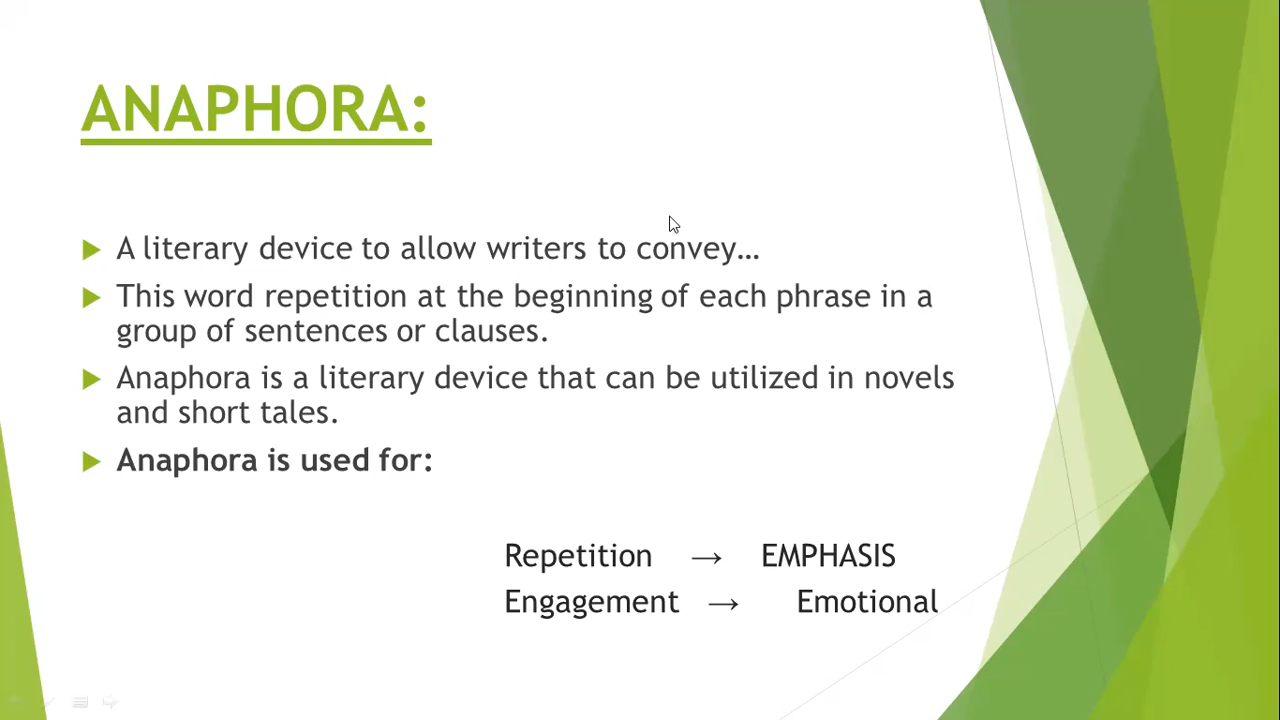 ANAPHORA:
A literary device to allow writers to convey…
This word repetition at the beginning of each phrase in a
group of sentences or clauses.
Anaphora is a literary device that can be utilized in novels
and short tales.
Anaphora is used for:
Repetition → EMPHASIS
Engagement → Emotional